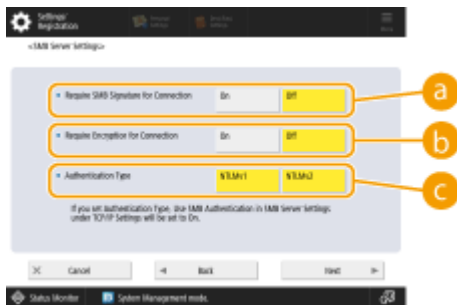 Settings/
Registration
<SMB Server Settings>
Require SMB Signature for Connection
On
Off
a
Require Encryption for Connection
On
Off
b
Authentication Type
NTLMv1
NTLMv2
c
If you set Authentication Type, Use SMB Authentication in SMB Server Settings
under TCP/IP Settings will be set to On.
Cancel
Back
Next
Status Monitor
System Management mode.